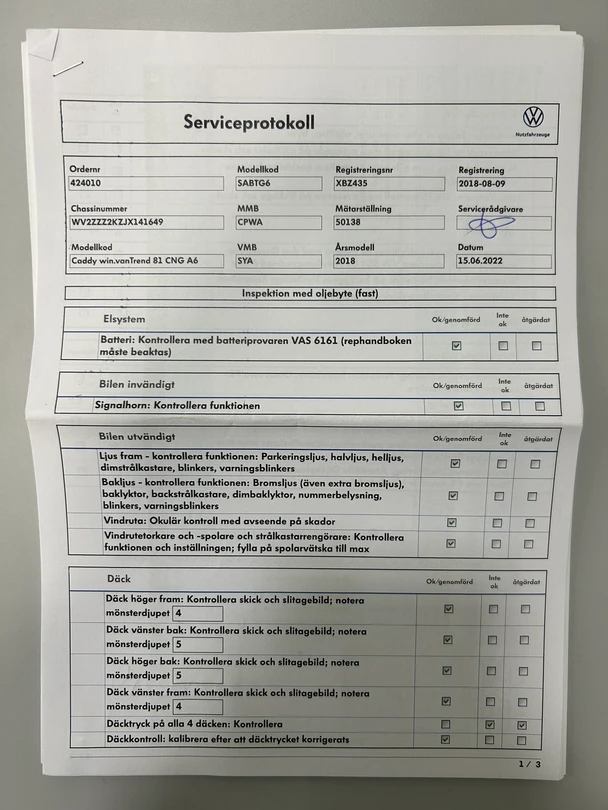 Serviceprotokoll
Nutzfahrzeuge
Ordernr Modellkod Registreringsnr Registrering
424010 SABTG6 XBZ435 2018-08-09
Chassinummer MMB Mätarställning Servicerådgivare
WV2ZZZ2KZJX141649 CPWA 50138
Modellkod VMB Årsmodell Datum
Caddy win.vanTrend 81 CNG A6 SYA 2018 15.06.2022
Inspektion med oljebyte (fast)
Elsystem Ok/genomförd Inte ok åtgärdat
Batteri: Kontrollera med batteriprovaren VAS 6161 (rephandboken
måste beaktas)
Bilen invändigt Ok/genomförd Inte ok åtgärdat
Signalhorn: Kontrollera funktionen
Bilen utvändigt Ok/genomförd Inte ok åtgärdat
Ljus fram - kontrollera funktionen: Parkeringsljus, halvljus, helljus,
dimstrålkastare, blinkers, varningsblinkers
Bakljus - kontrollera funktionen: Bromsljus (även extra bromsljus),
baklyktor, backstrålkastare, dimbaklyktor, nummerbelysning,
blinkers, varningsblinkers
Vindruta: Okulär kontroll med avseende på skador
Vindrutetorkare och -spolare och strålkastarrengörare: Kontrollera
funktionen och inställningen; fylla på spolarvätska till max
Däck Ok/genomförd Inte ok åtgärdat
Däck höger fram: Kontrollera skick och slitagebild; notera
mönsterdjupet 4
Däck vänster bak: Kontrollera skick och slitagebild; notera
mönsterdjupet 5
Däck höger bak: Kontrollera skick och slitagebild; notera
mönsterdjupet 5
Däck vänster fram: Kontrollera skick och slitagebild; notera
mönsterdjupet 4
Däcktryck på alla 4 däcken: Kontrollera
Däckkontroll: kalibrera efter att däcktrycket korrigerats
1 / 3